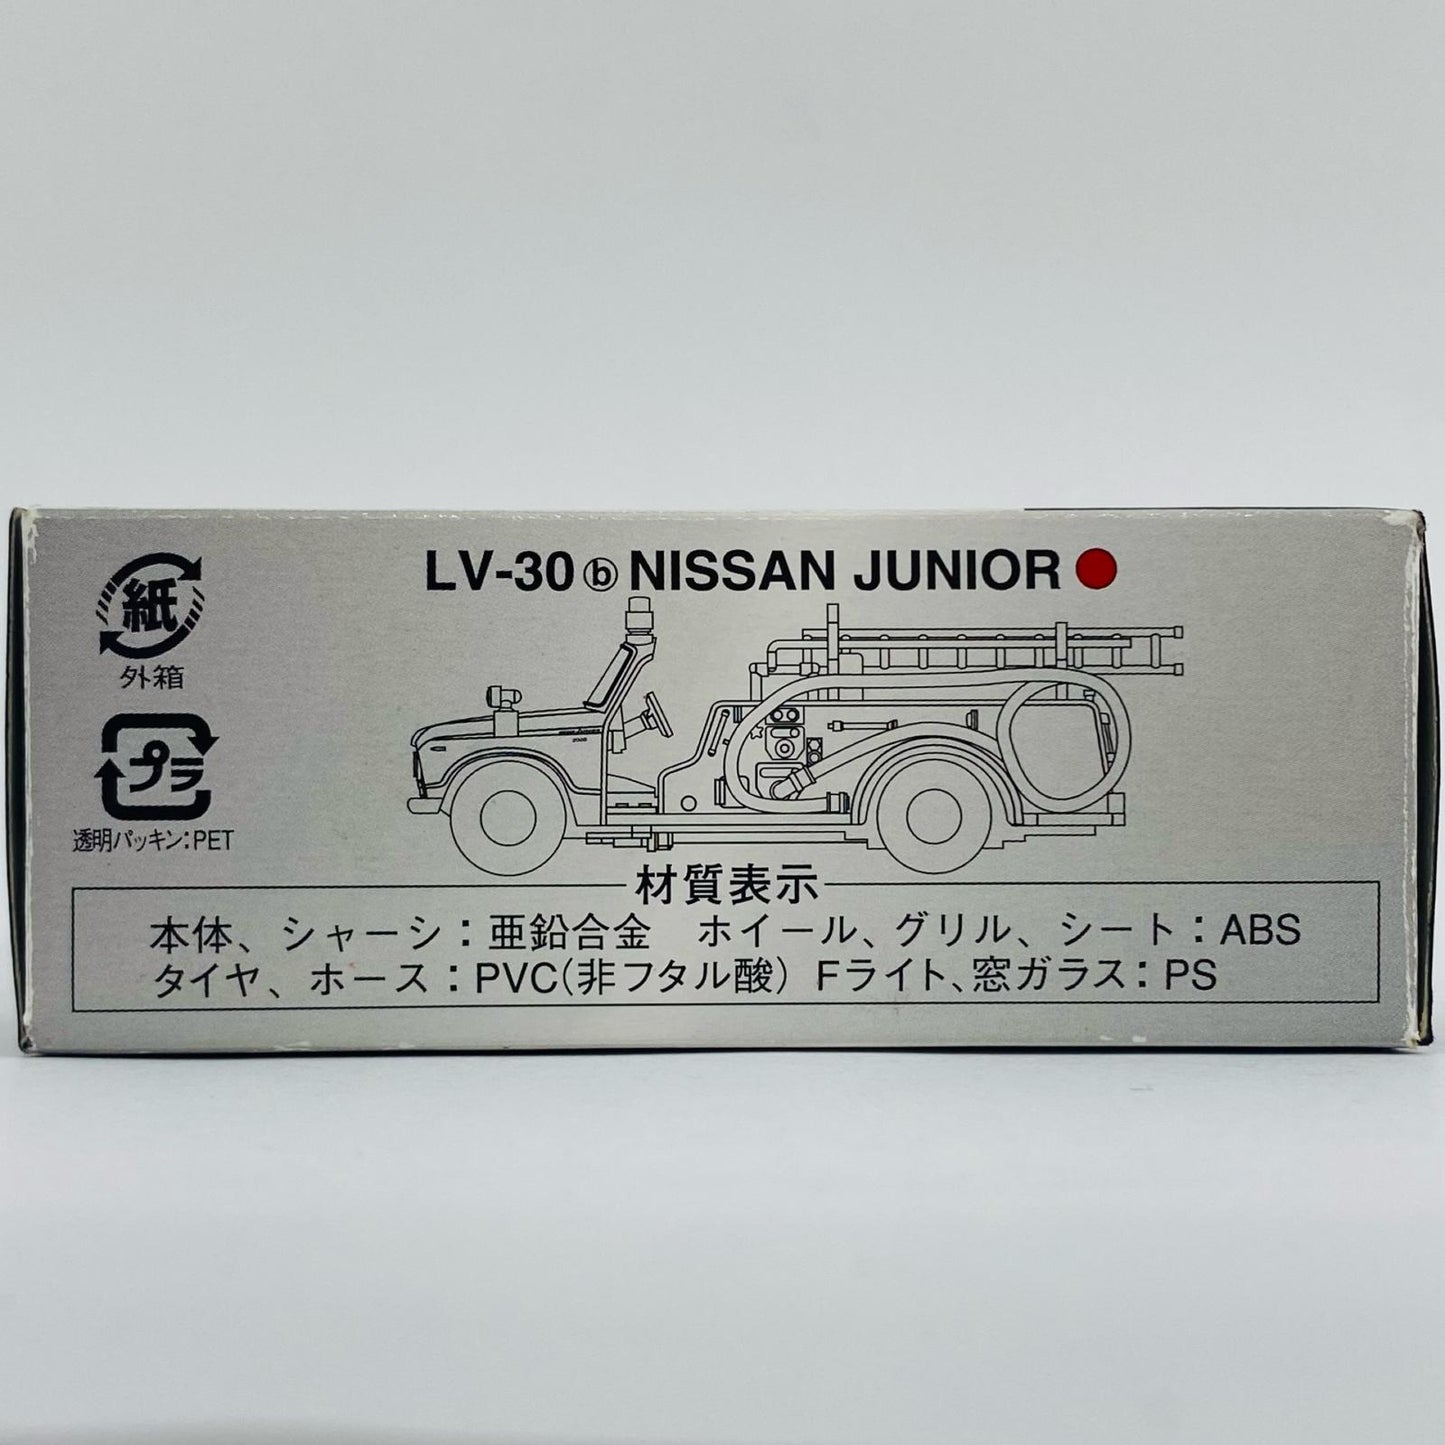 LV-30 ⓑ NISSAN JUNIOR
紙
外箱
プラ
透明パッキン:PET
材質表示
本体、シャーシ:亜鉛合金 ホイール、グリル、シート:ABS
タイヤ、ホース:PVC(非フタル酸) Fライト、窓ガラス:PS